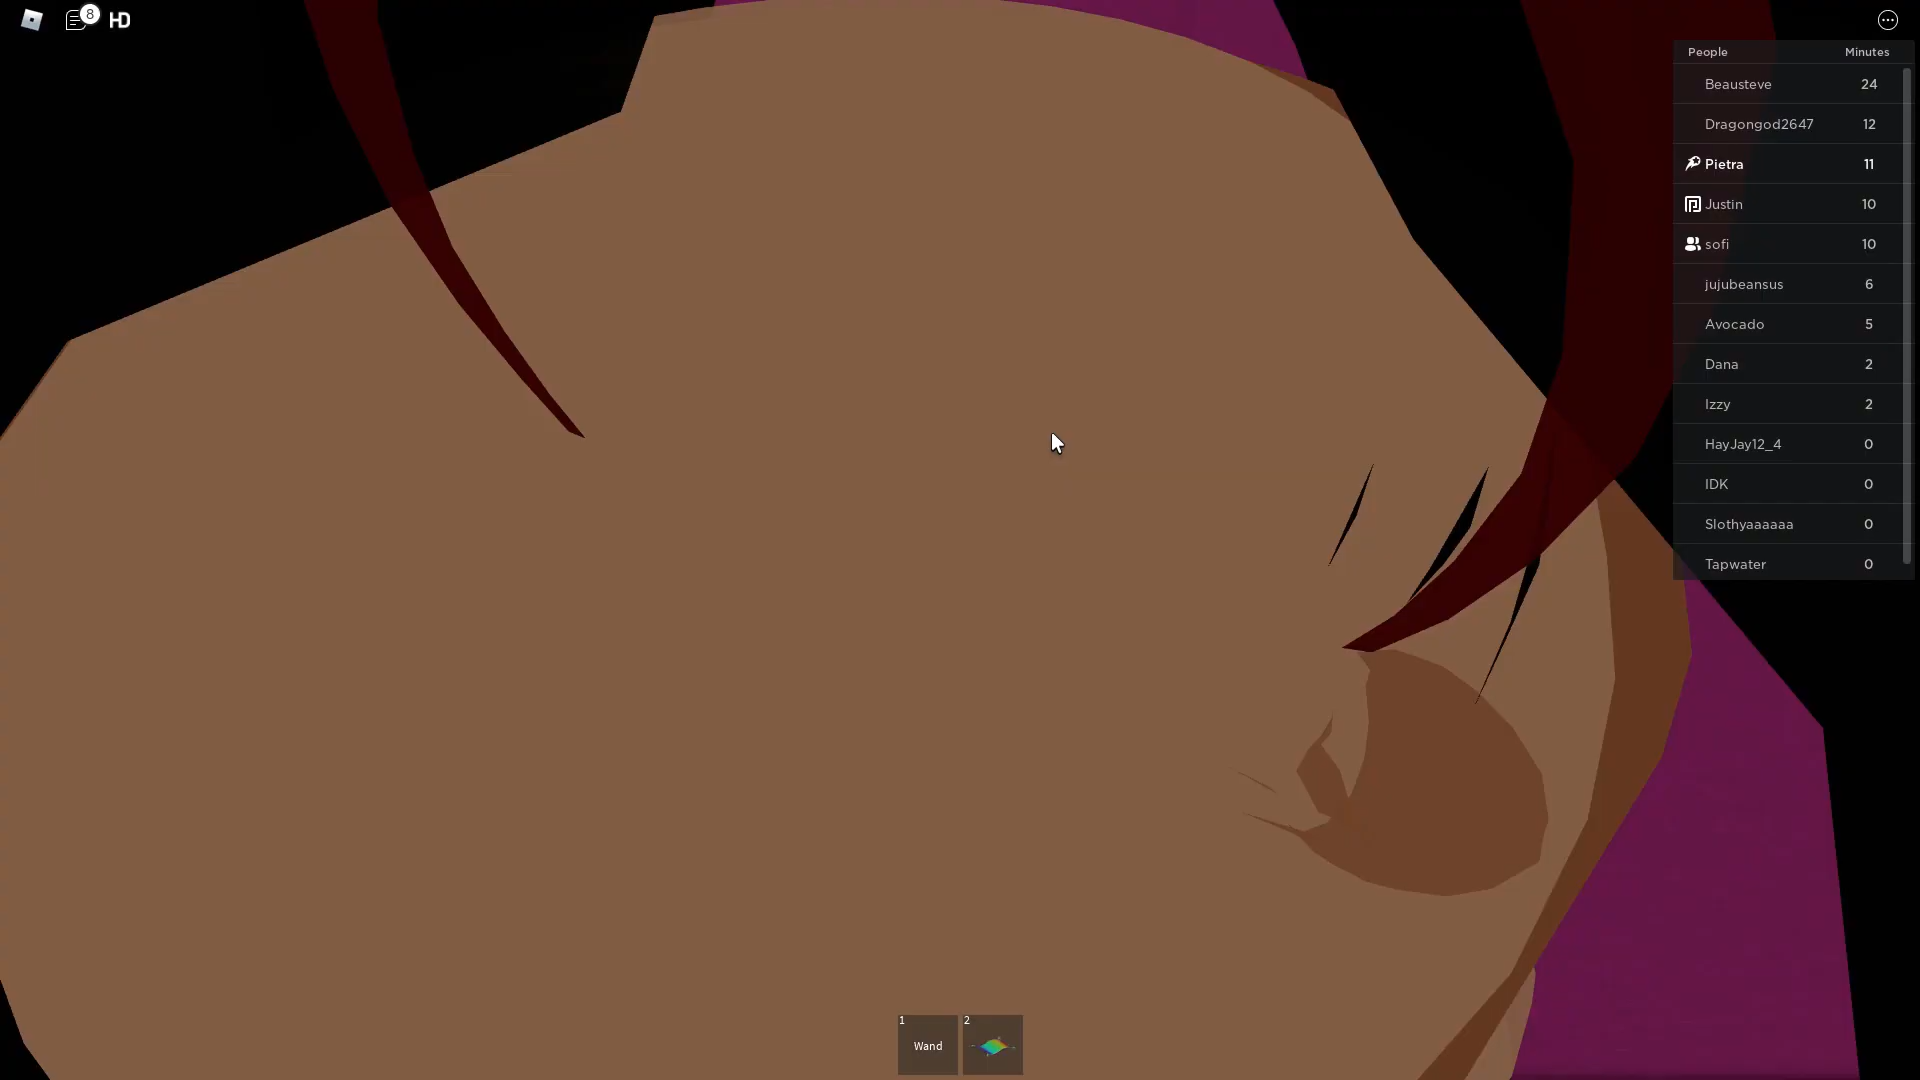 8
HD
People Minutes
Beausteve 24
Dragongod2647 12
Pietra 11
Justin 10
sofi 10
jujubeansus 6
Avocado 5
Dana 2
Izzy 2
HayJay12_4 0
IDK 0
Slothyaaaaaa 0
Tapwater 0
1 2
Wand